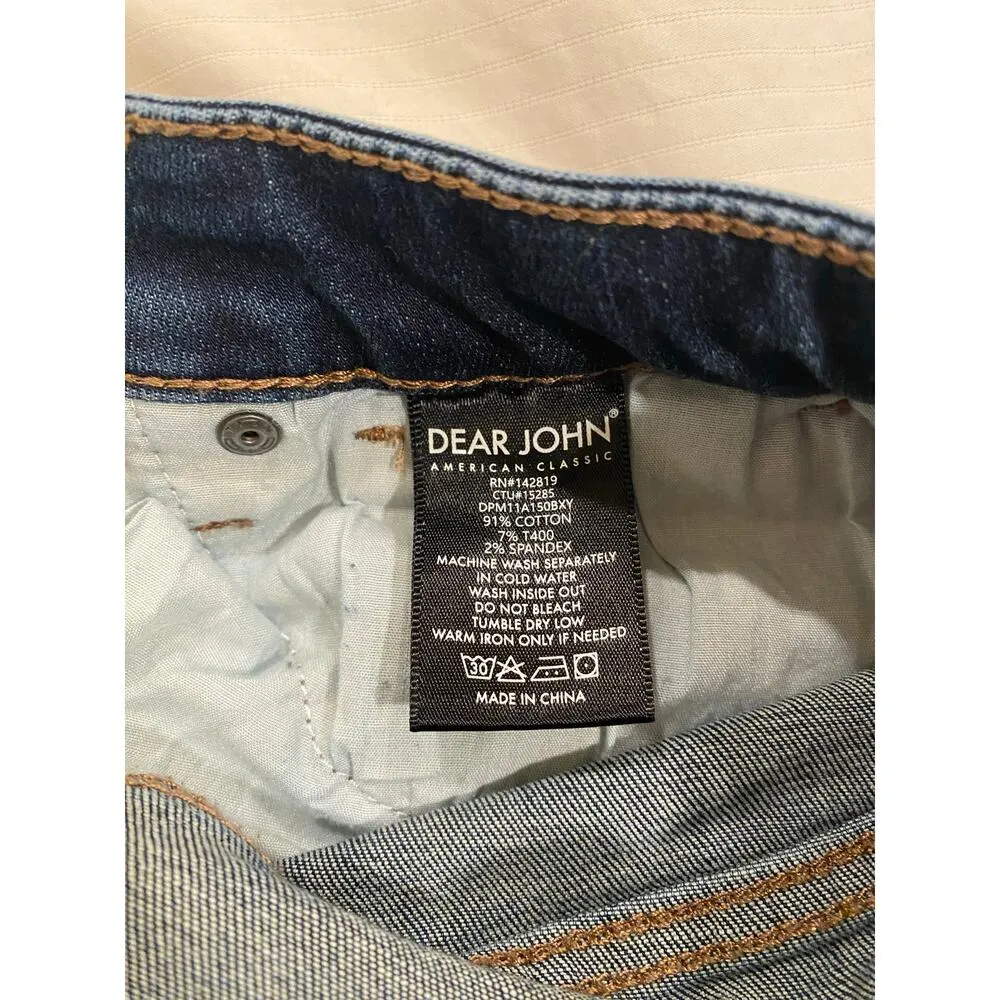 DEAR JOHN®
AMERICAN CLASSIC
RN#142819
CTU#15285
DPM11A150BXY
91% COTTON
7% T400
2% SPANDEX
MACHINE WASH SEPARATELY
IN COLD WATER
WASH INSIDE OUT
DO NOT BLEACH
TUMBLE DRY LOW
WARM IRON ONLY IF NEEDED
30
MADE IN CHINA